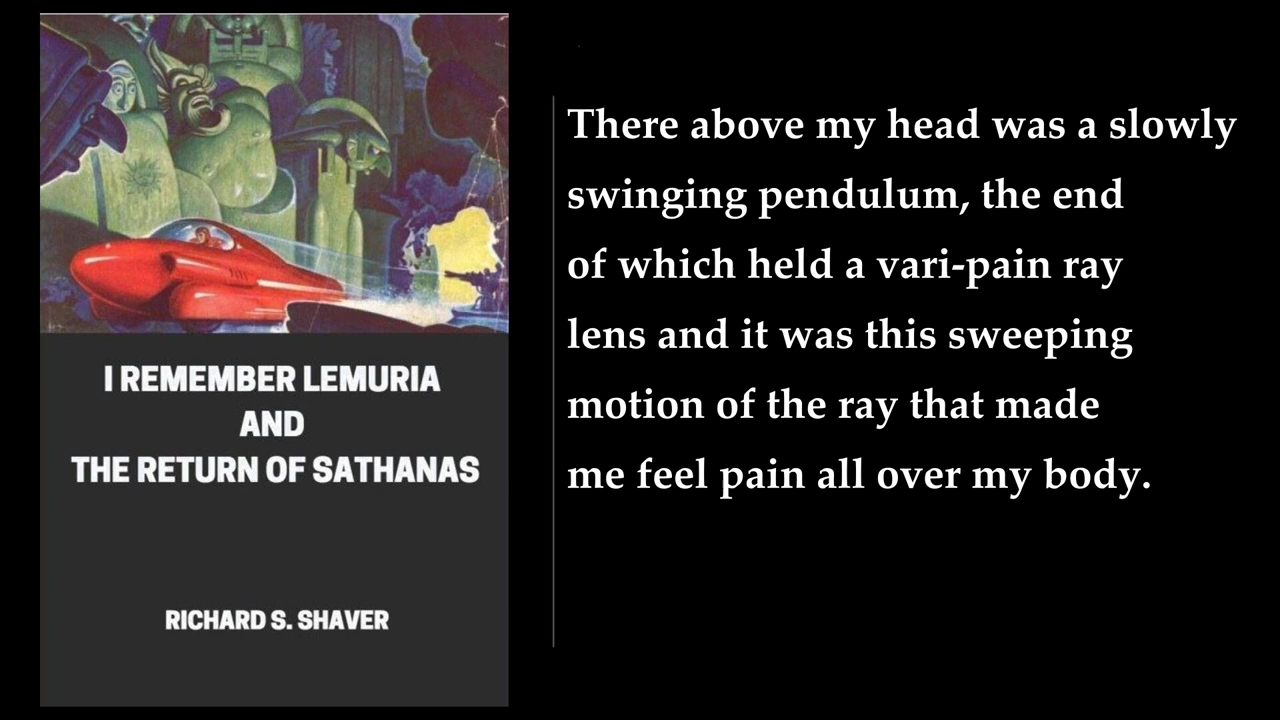 I REMEMBER LEMURIA
AND
THE RETURN OF SATHANAS
RICHARD S. SHAVER
There above my head was a slowly
swinging pendulum, the end
of which held a vari-pain ray
lens and it was this sweeping
motion of the ray that made
me feel pain all over my body.